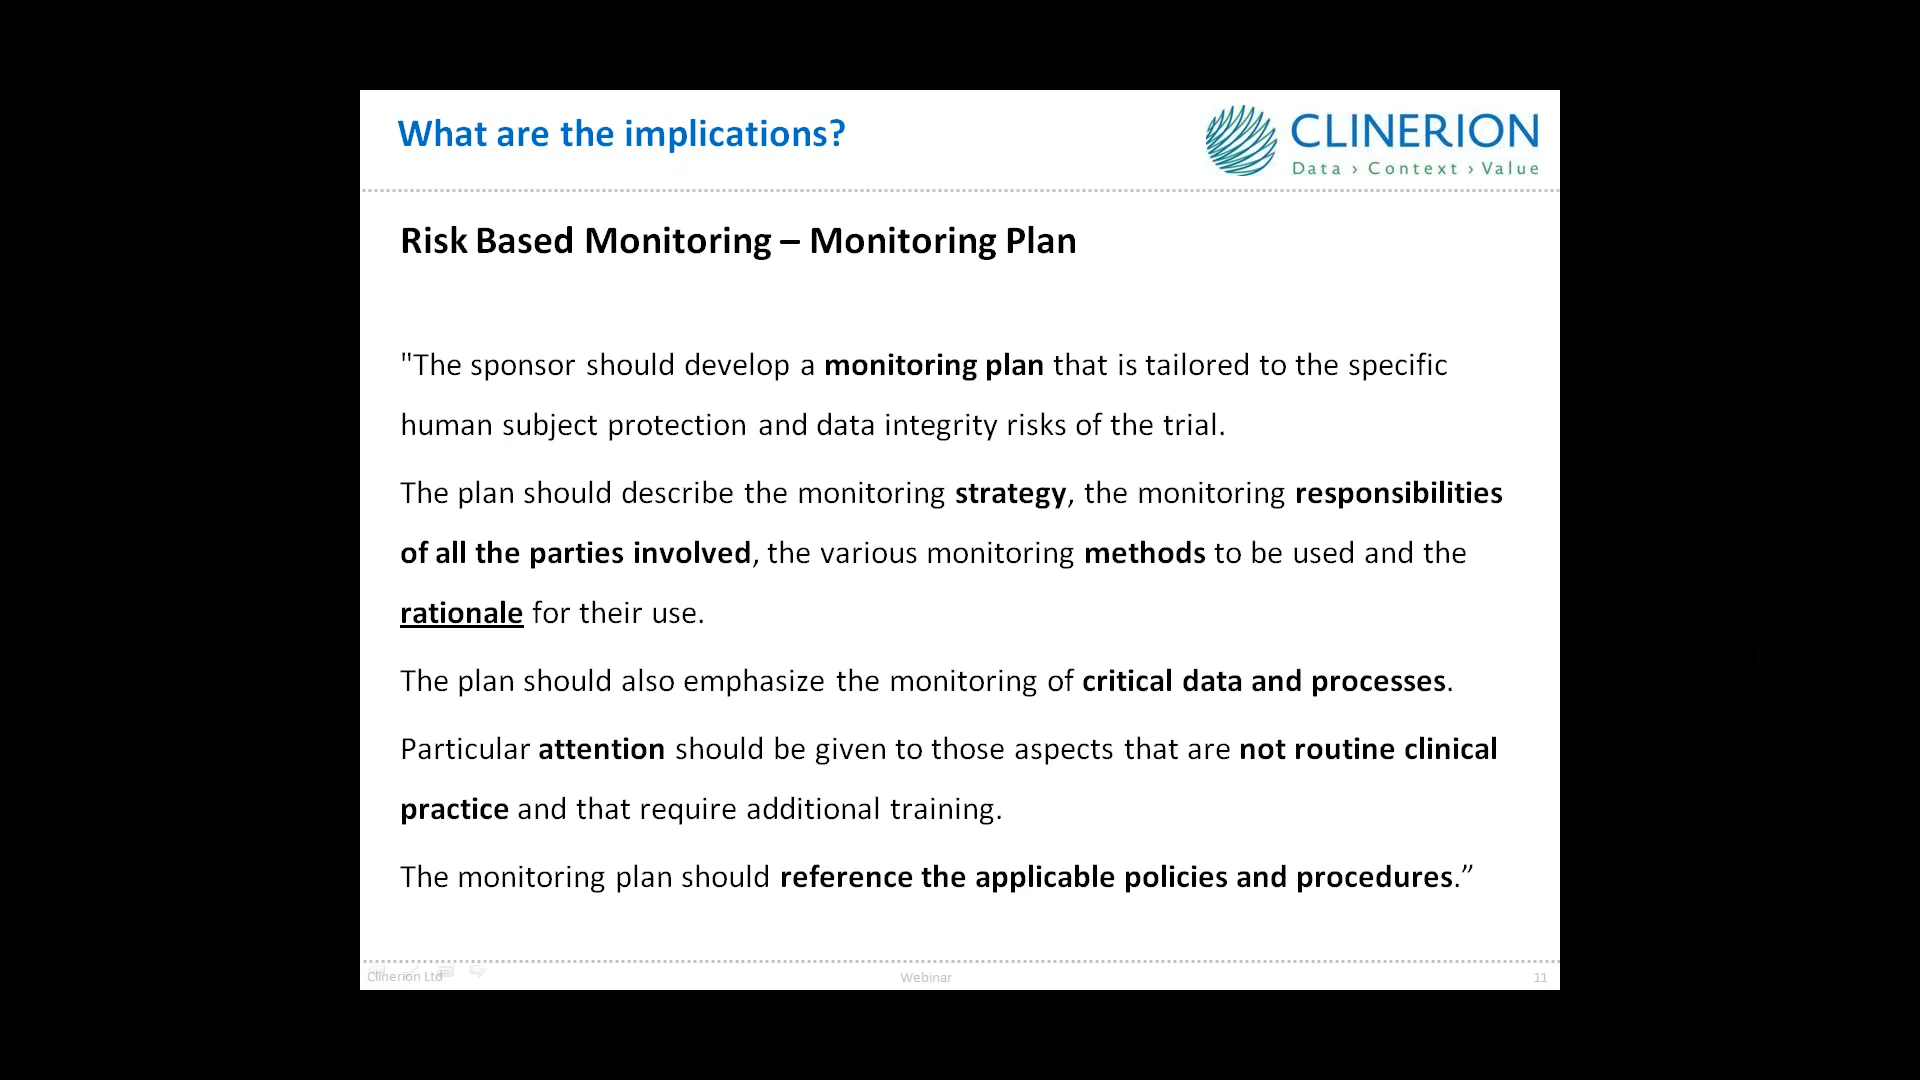 What are the implications?
CLINERION
Data › Context › Value
Risk Based Monitoring – Monitoring Plan
"The sponsor should develop a monitoring plan that is tailored to the specific
human subject protection and data integrity risks of the trial.
The plan should describe the monitoring strategy, the monitoring responsibilities
of all the parties involved, the various monitoring methods to be used and the
rationale for their use.
The plan should also emphasize the monitoring of critical data and processes.
Particular attention should be given to those aspects that are not routine clinical
practice and that require additional training.
The monitoring plan should reference the applicable policies and procedures.”
Clinerion Ltd
Webinar
11